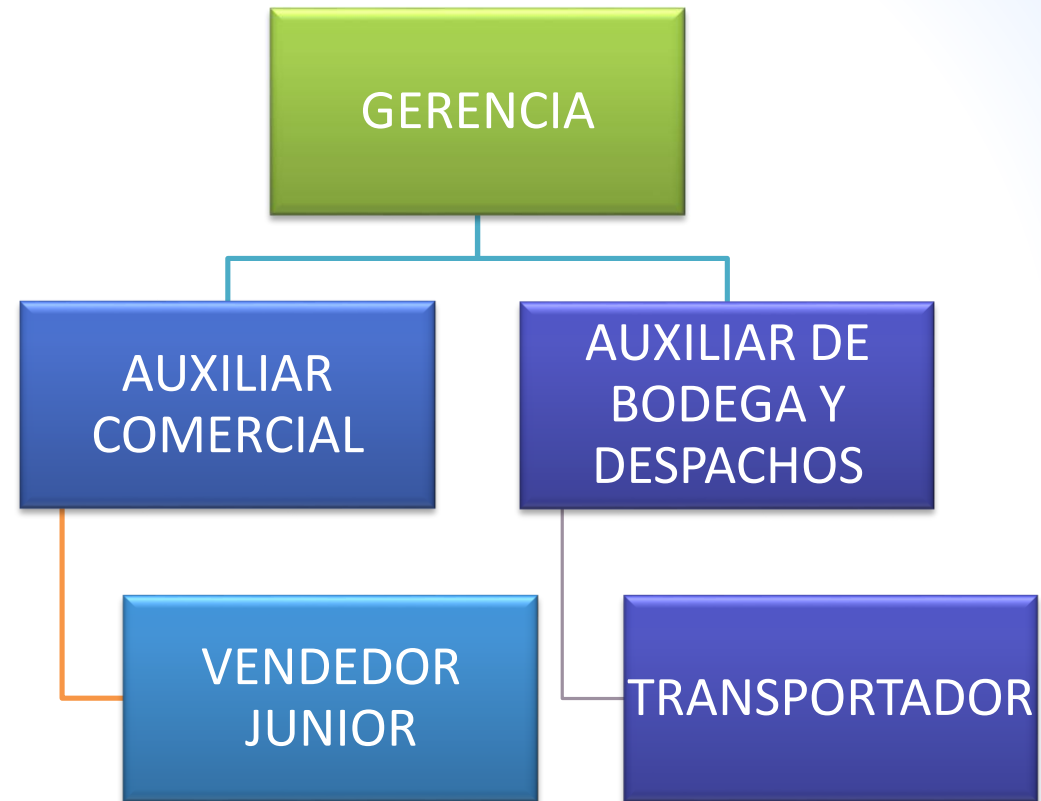 GERENCIA
AUXILIAR
COMERCIAL
AUXILIAR DE
BODEGA Y
DESPACHOS
VENDEDOR
JUNIOR
TRANSPORTADOR